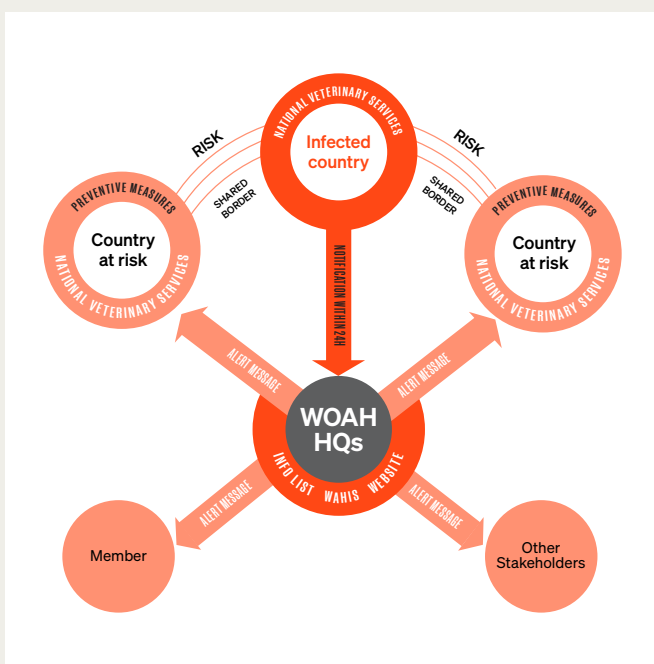 NATIONAL VETERINARY SERVICES
Infected
country
RISK
SHARED
BORDER
RISK
SHARED
BORDER
PREVENTIVE MEASURES
Country
at risk
NATIONAL VETERINARY SERVICES
PREVENTIVE MEASURES
Country
at risk
NATIONAL VETERINARY SERVICES
NOTIFICATION WITHIN 24H
ALERT MESSAGE
ALERT MESSAGE
WOAH
HQs
INFO LIST WAHIS WEBSITE
ALERT MESSAGE
ALERT MESSAGE
Member
Other
Stakeholders